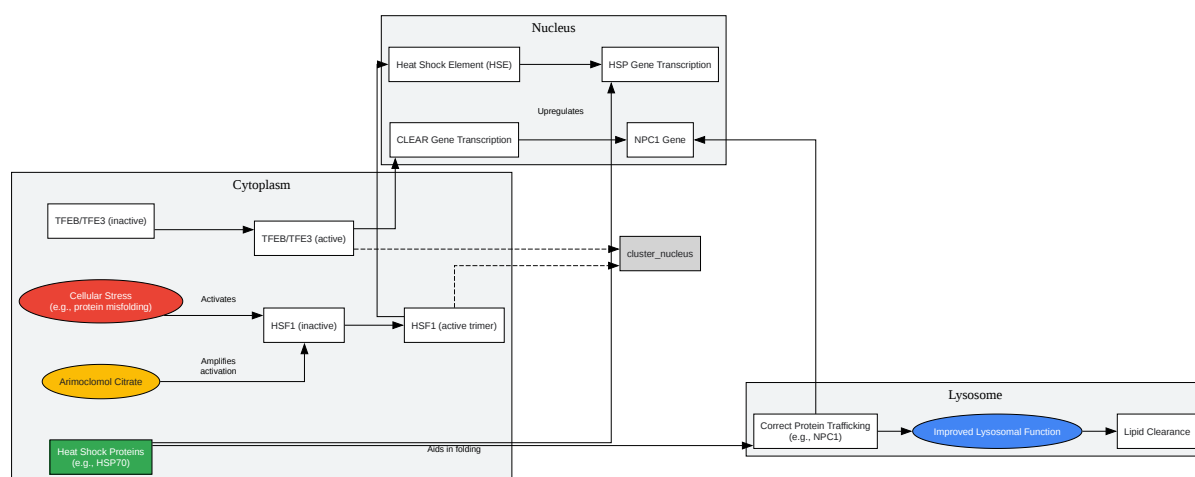 Nucleus
Heat Shock Element (HSE)
HSP Gene Transcription
Upregulates
CLEAR Gene Transcription
NPC1 Gene
Cytoplasm
TFEB/TFE3 (inactive)
TFEB/TFE3 (active)
cluster_nucleus
Cellular Stress
(e.g., protein misfolding)
Activates
HSF1 (inactive)
HSF1 (active trimer)
Arimoclomol Citrate
Amplifies
activation
Heat Shock Proteins
(e.g., HSP70)
Aids in folding
Lysosome
Correct Protein Trafficking
(e.g., NPC1)
Improved Lysosomal Function
Lipid Clearance